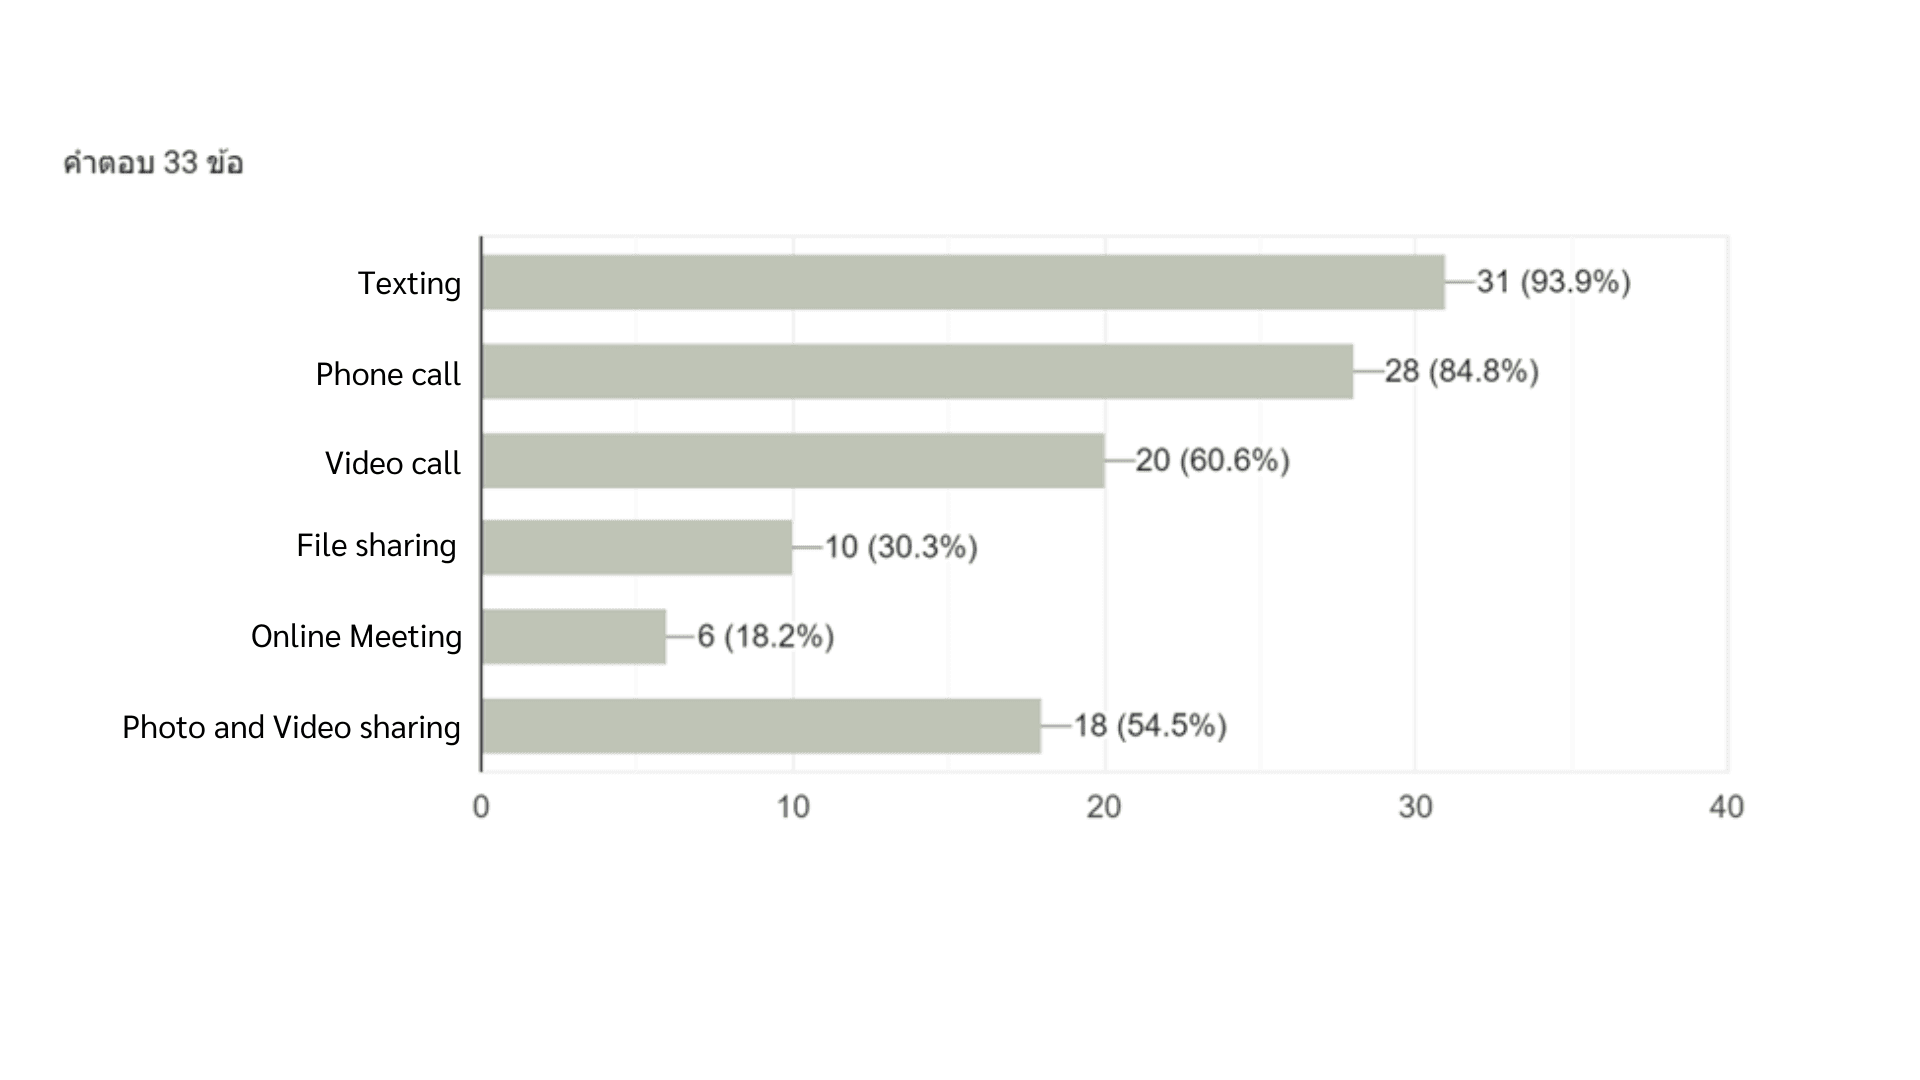 คำตอบ 33 ข้อ
Texting 31 (93.9%)
Phone call 28 (84.8%)
Video call 20 (60.6%)
File sharing 10 (30.3%)
Online Meeting 6 (18.2%)
Photo and Video sharing 18 (54.5%)
0 10 20 30 40